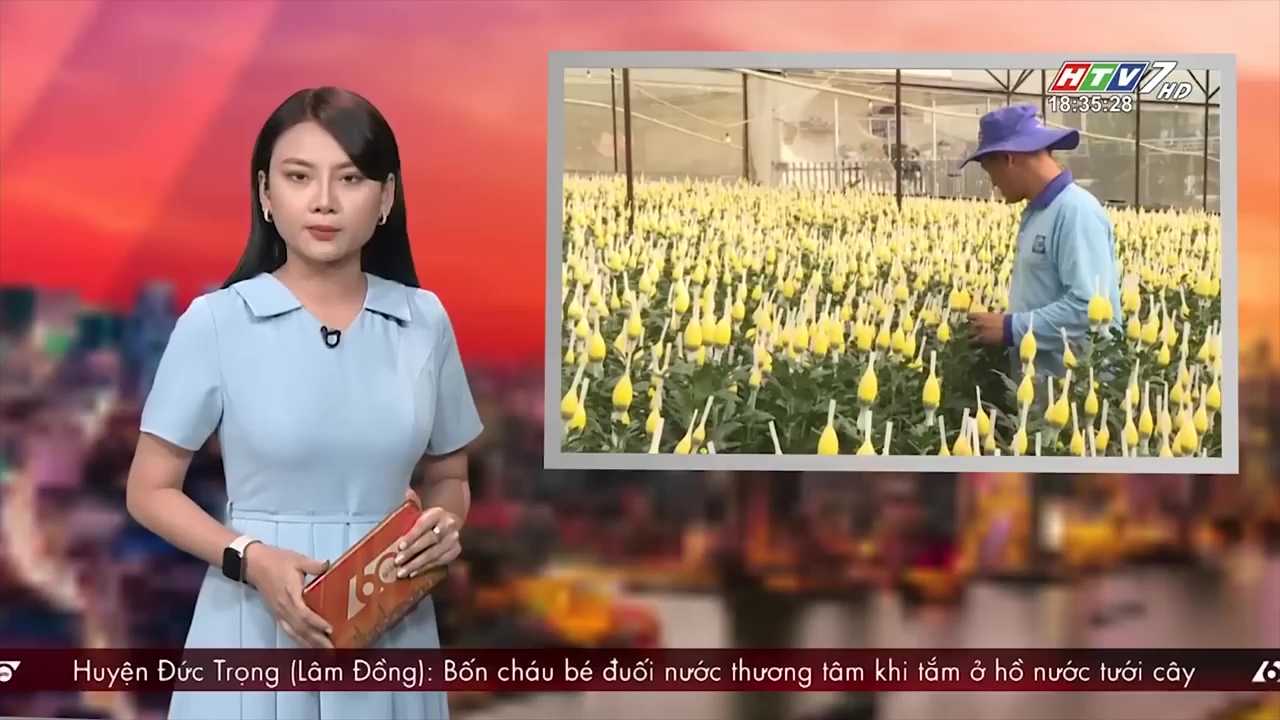 HTV7 HD
18:35:28
60
Huyện Đức Trọng (Lâm Đồng): Bốn cháu bé đuối nước thương tâm khi tắm ở hồ nước tưới cây